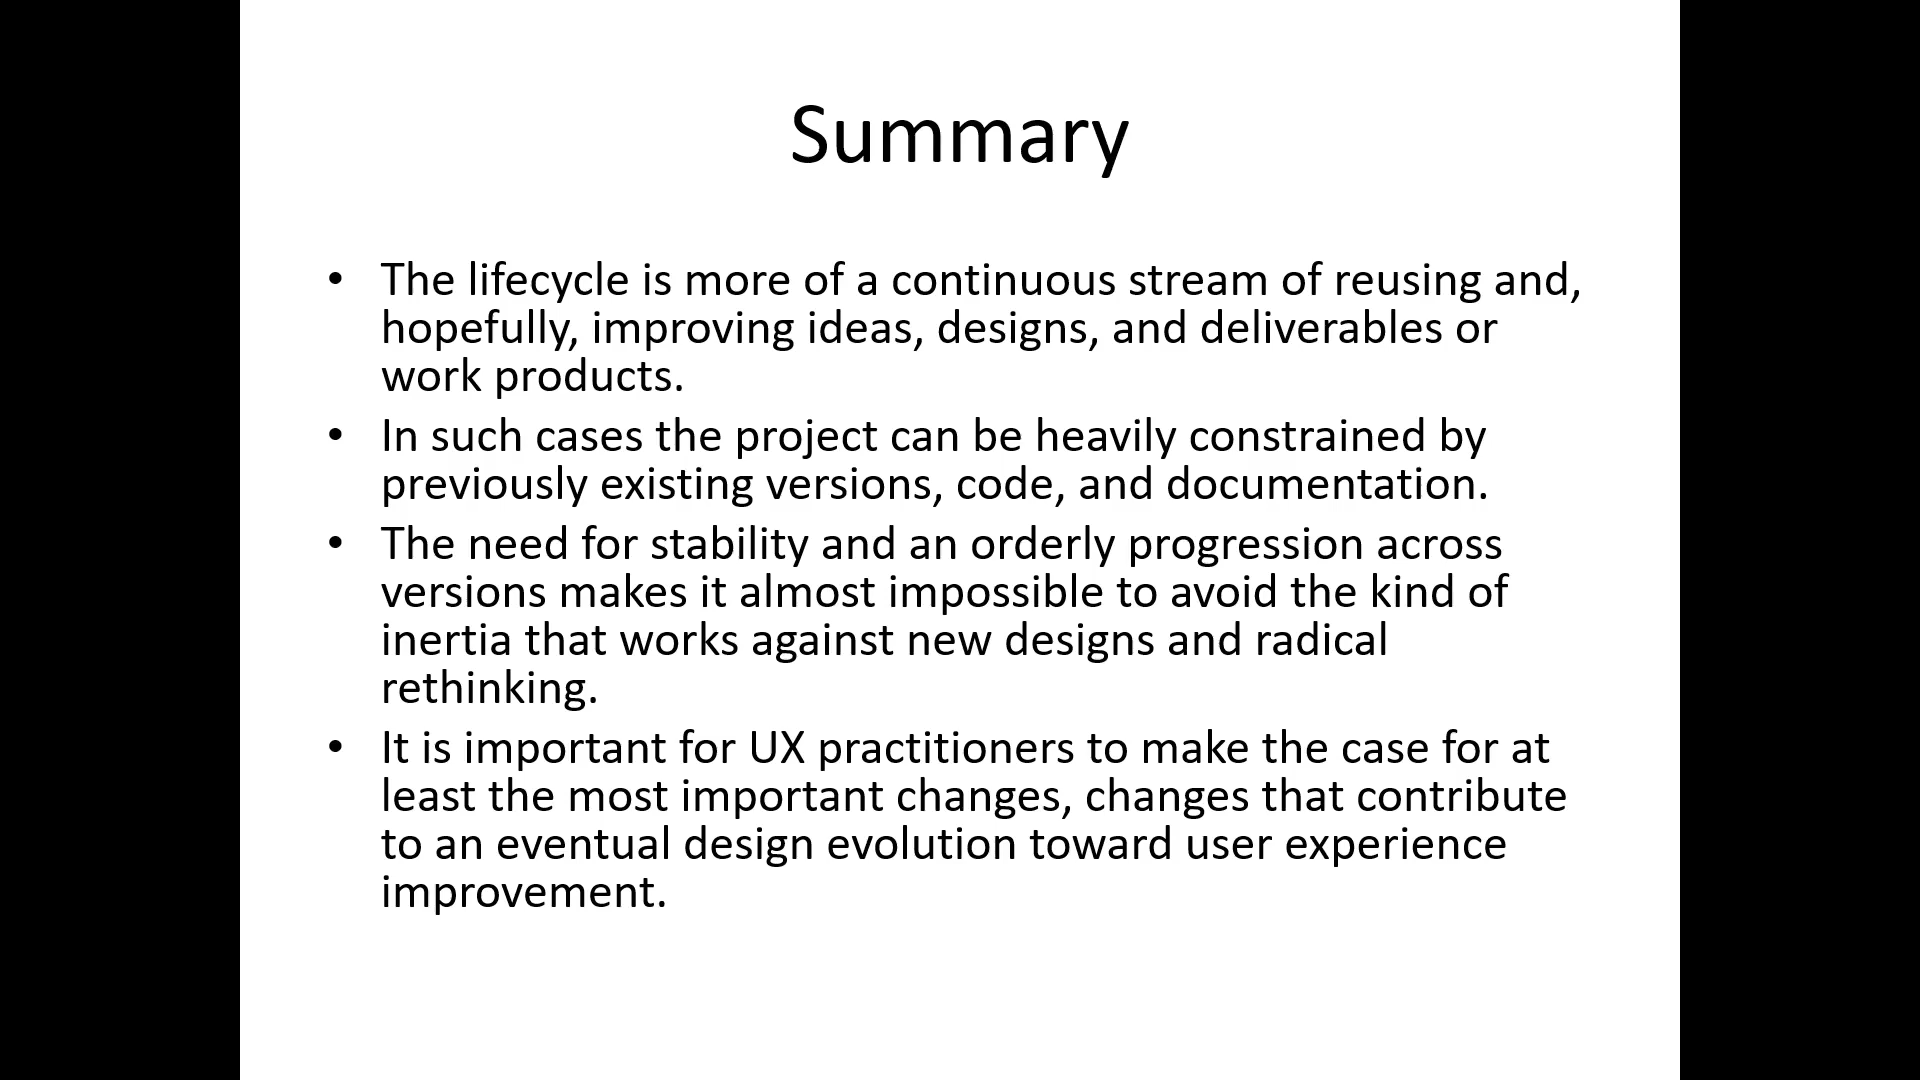 Summary
• The lifecycle is more of a continuous stream of reusing and,
hopefully, improving ideas, designs, and deliverables or
work products.
• In such cases the project can be heavily constrained by
previously existing versions, code, and documentation.
• The need for stability and an orderly progression across
versions makes it almost impossible to avoid the kind of
inertia that works against new designs and radical
rethinking.
• It is important for UX practitioners to make the case for at
least the most important changes, changes that contribute
to an eventual design evolution toward user experience
improvement.